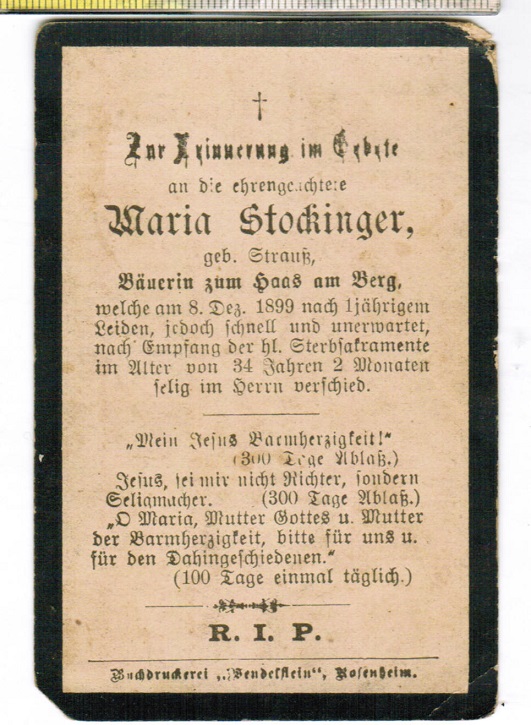 Zur Erinnerung im Gebete
an die ehrengeachtete
Maria Stockinger,
geb. Strauß,
Bäuerin zum Haas am Berg,
welche am 8. Dez. 1899 nach 1jährigem
Leiden, jedoch schnell und unerwartet,
nach Empfang der hl. Sterbsakramente
im Alter von 34 Jahren 2 Monaten
selig im Herrn verschied.
„Mein Jesus Barmherzigkeit!"
(300 Tage Ablaß.)
Jesus, sei mir nicht Richter, sondern
Seligmacher. (300 Tage Ablaß.)
„O Maria, Mutter Gottes u. Mutter
der Barmherzigkeit, bitte für uns u.
für den Dahingeschiedenen."
(100 Tage einmal täglich.)
R. I. P.
Buchdruckerei „Wendelstein", Rosenheim.